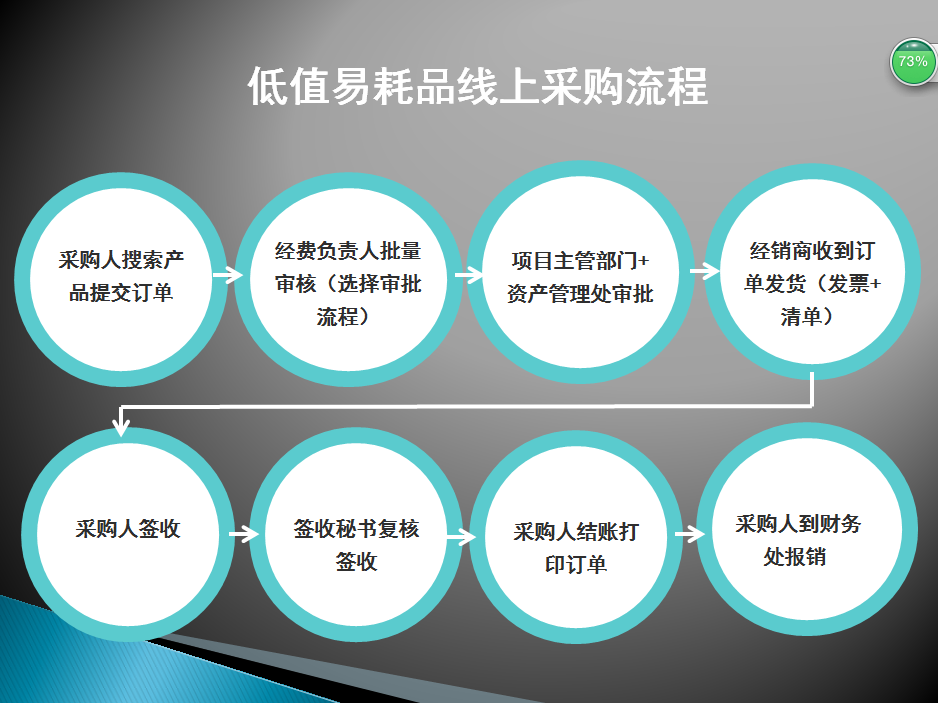 低值易耗品线上采购流程
73%
采购人搜索产
品提交订单
经费负责人批量
审核（选择审批
流程）
项目主管部门+
资产管理处审批
经销商收到订
单发货（发票+
清单）
采购人签收
签收秘书复核
签收
采购人结账打
印订单
采购人到财务
处报销